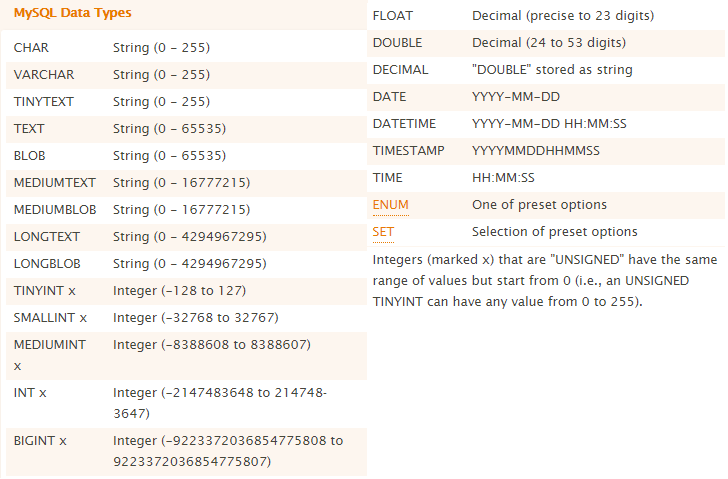 MySQL Data Types
CHAR String (0 - 255)
VARCHAR String (0 - 255)
TINYTEXT String (0 - 255)
TEXT String (0 - 65535)
BLOB String (0 - 65535)
MEDIUMTEXT String (0 - 16777215)
MEDIUMBLOB String (0 - 16777215)
LONGTEXT String (0 - 4294967295)
LONGBLOB String (0 - 4294967295)
TINYINT x Integer (-128 to 127)
SMALLINT x Integer (-32768 to 32767)
MEDIUMINT Integer (-8388608 to 8388607)
x
INT x Integer (-2147483648 to 214748-
3647)
BIGINT x Integer (-9223372036854775808 to
9223372036854775807)
FLOAT Decimal (precise to 23 digits)
DOUBLE Decimal (24 to 53 digits)
DECIMAL "DOUBLE" stored as string
DATE YYYY-MM-DD
DATETIME YYYY-MM-DD HH:MM:SS
TIMESTAMP YYYYMMDDHHMMSS
TIME HH:MM:SS
ENUM One of preset options
SET Selection of preset options
Integers (marked x) that are "UNSIGNED" have the same
range of values but start from 0 (i.e., an UNSIGNED
TINYINT can have any value from 0 to 255).